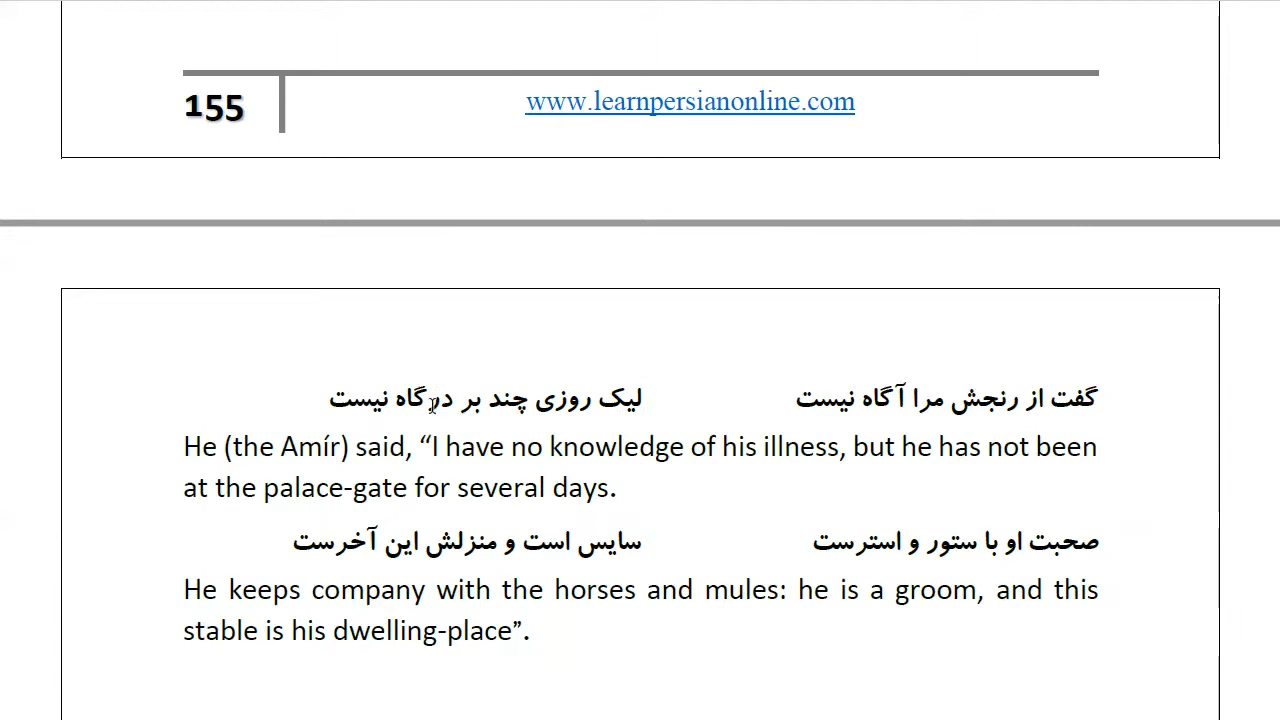 155
www.learnpersianonline.com
گفت از رنجش مرا آگاه نیست لیک روزی چند بر درگاه نیست
He (the Amír) said, “I have no knowledge of his illness, but he has not been
at the palace-gate for several days.
صحبت او با ستور و استرست سایس است و منزلش این آخرست
He keeps company with the horses and mules: he is a groom, and this
stable is his dwelling-place”.